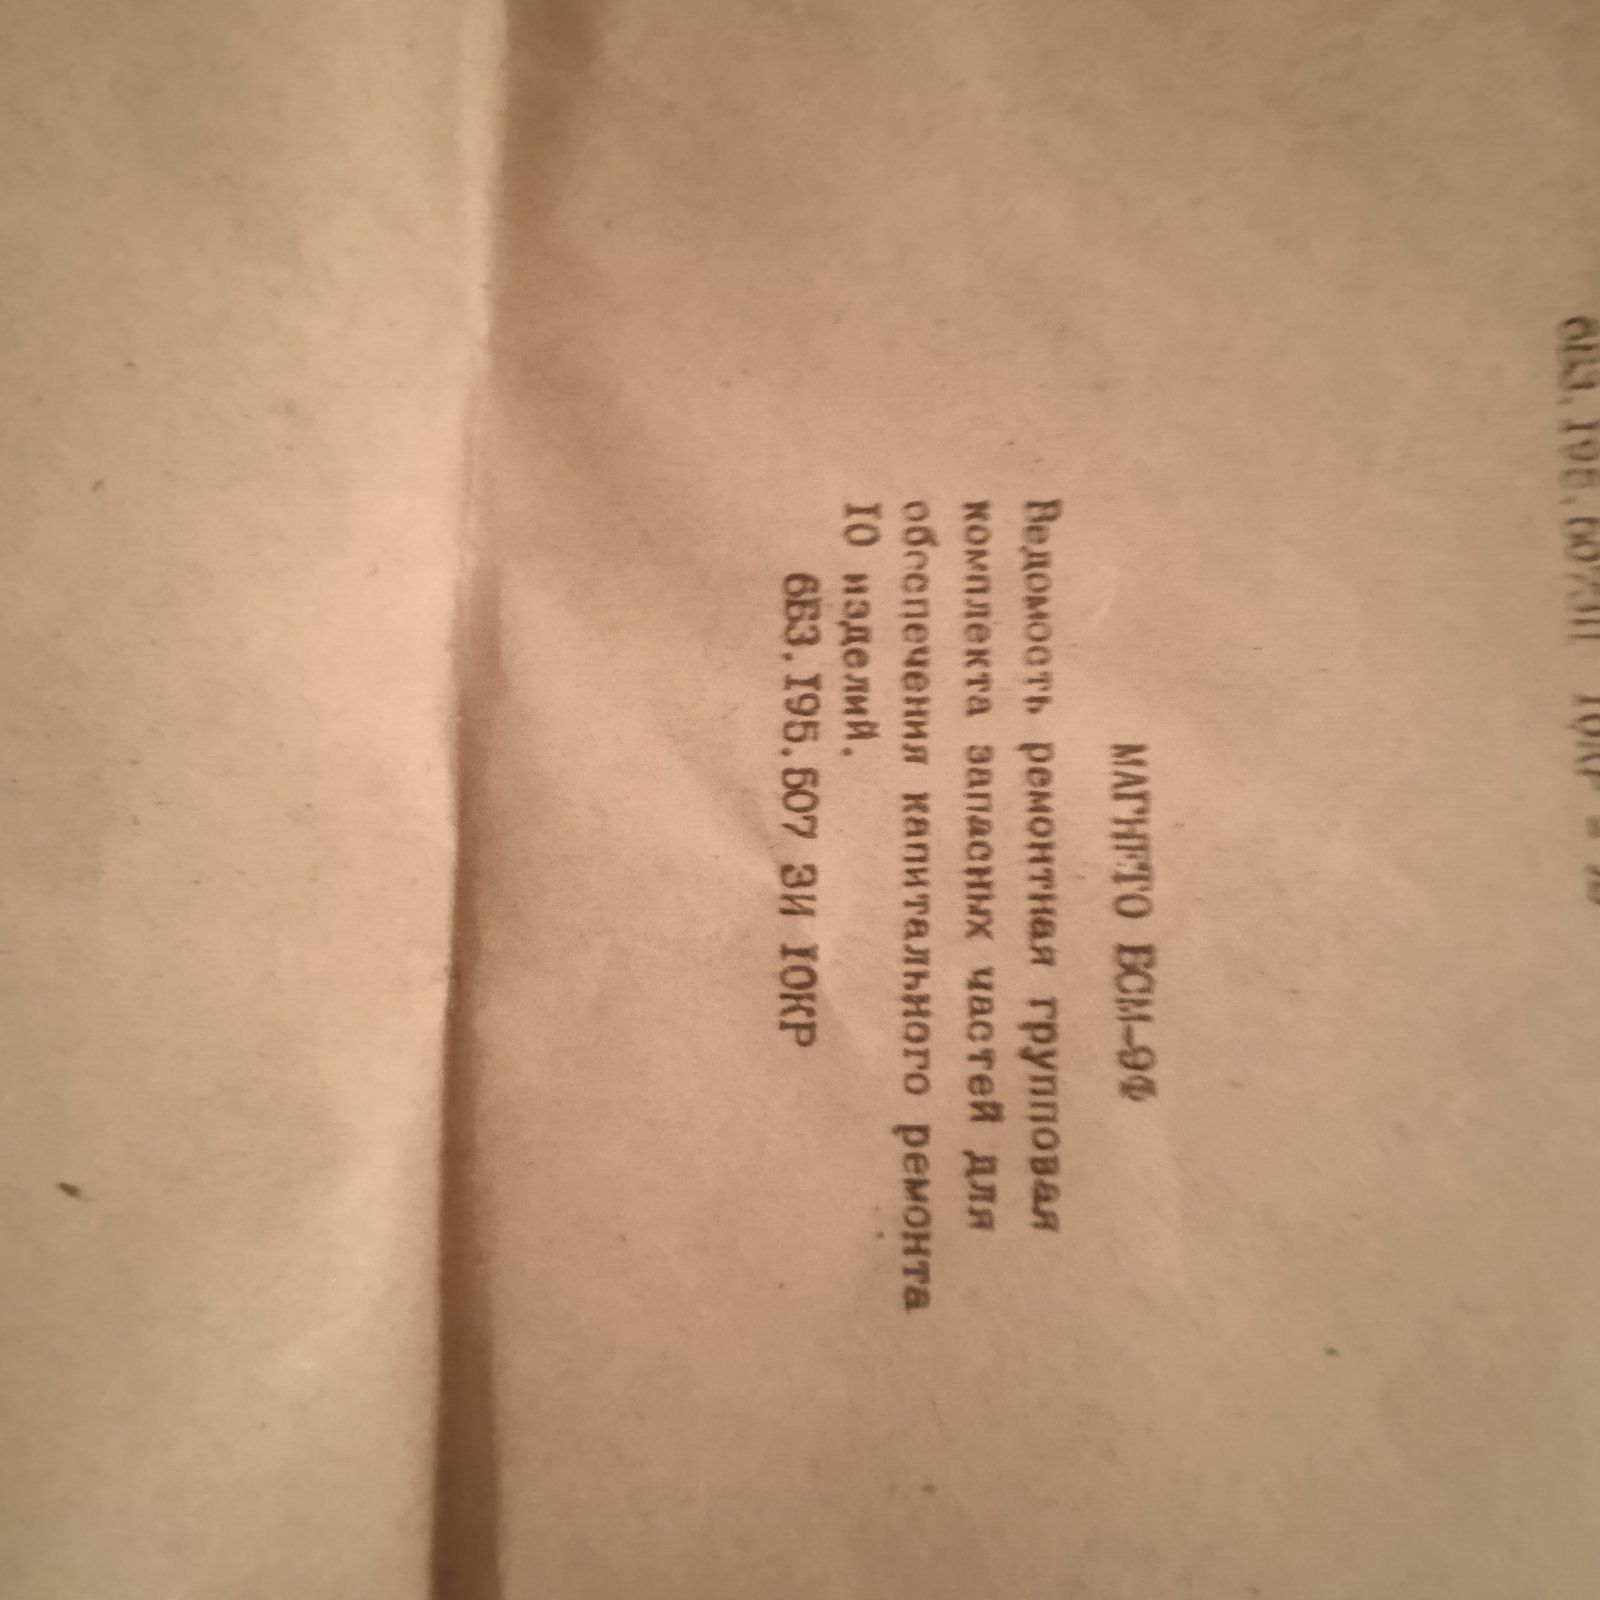 МАГНЕТО БСМ-9Ф
Ведомость ремонтная групповая
комплекта запасных частей для
обеспечения капитального ремонта
10 изделий.
6БЗ.195.607 ЗИ 10КР